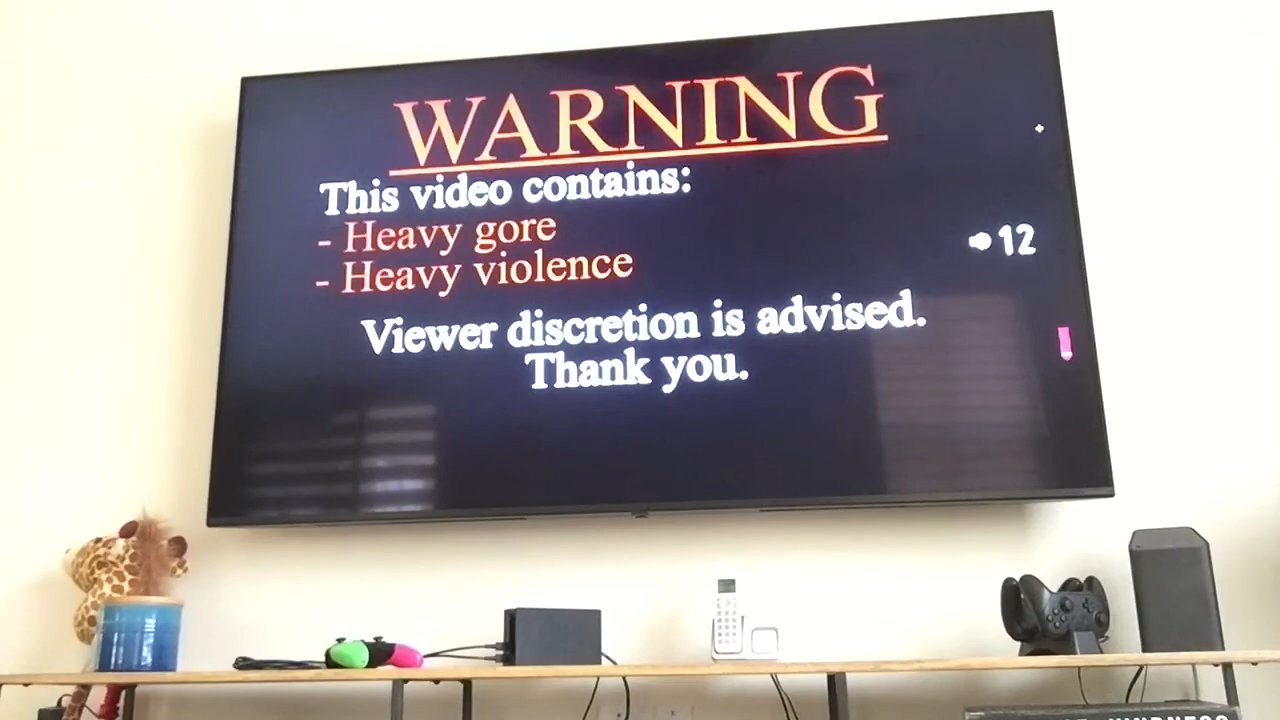 WARNING
This video contains:
- Heavy gore
- Heavy violence
12
Viewer discretion is advised.
Thank you.